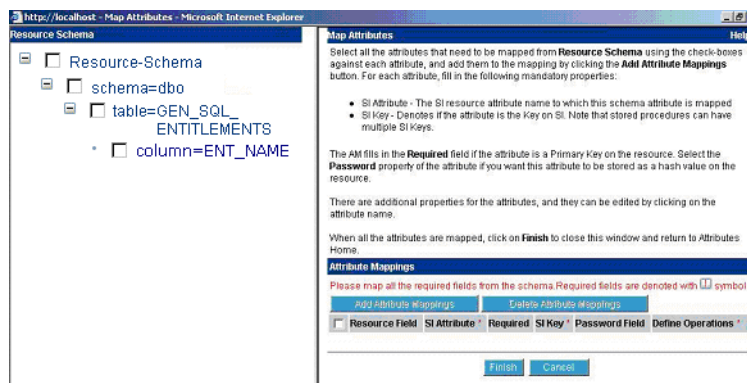 http://localhost - Map Attributes - Microsoft Internet Explorer
Resource Schema
Resource-Schema
schema=dbo
table=GEN_SQL_
ENTITLEMENTS
column=ENT_NAME
Map Attributes
Help
Select all the attributes that need to be mapped from Resource Schema using the check-boxes
against each attribute, and add them to the mapping by clicking the Add Attribute Mappings
button. For each attribute, fill in the following mandatory properties:
• SI Attribute - The SI resource attribute name to which this schema attribute is mapped
• SI Key - Denotes if the attribute is the Key on SI. Note that stored procedures can have
multiple SI Keys.
The AM fills in the Required field if the attribute is a Primary Key on the resource. Select the
Password property of the attribute if you want this attribute to be stored as a hash value on the
resource.
There are additional properties for the attributes, and they can be edited by clicking on the
attribute name.
When all the attributes are mapped, click on Finish to close this window and return to Attributes
Home.
Attribute Mappings
Please map all the required fields from the schema.Required fields are denoted with symbol
Add Attribute Mappings Delete Attribute Mappings
Resource Field SI Attribute * Required SI Key * Password Field Define Operations *
Finish Cancel